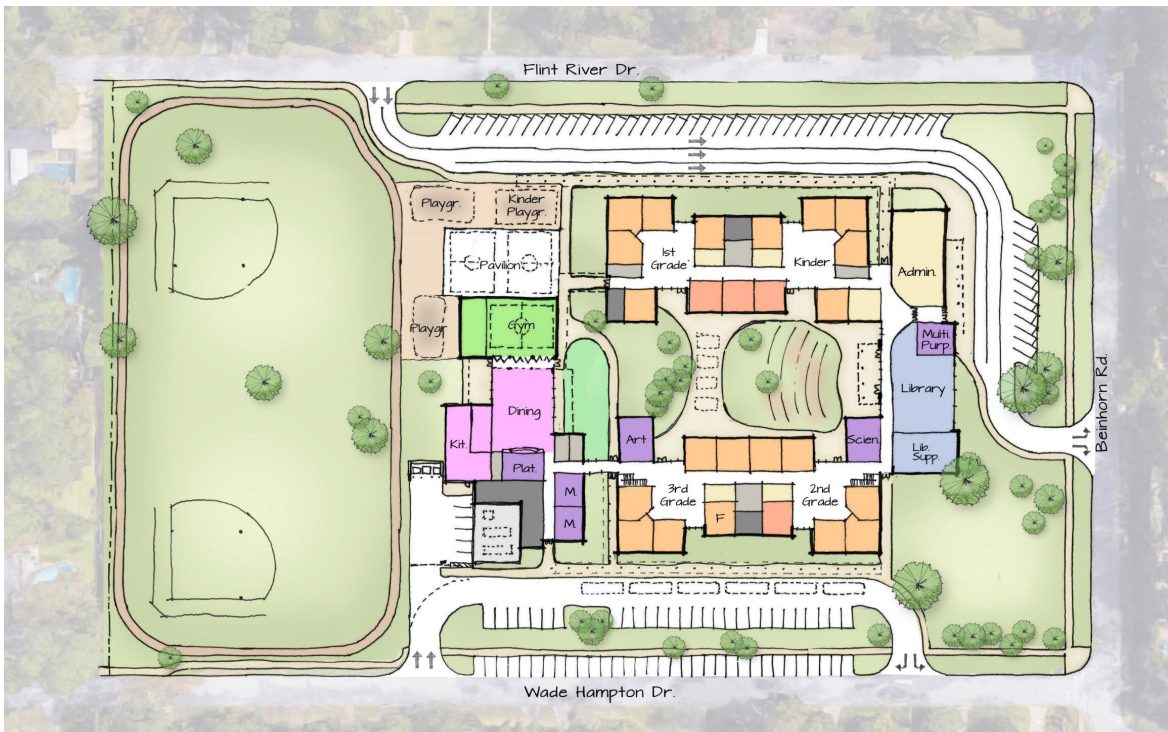 Flint River Dr.
Playgr.
Kinder
Playgr.
Pavilion
1st
Grade
Kinder
Admin.
Playgr
Gym
Multi.
Purp.
Library
Dining
Beinhorn Rd.
Kit.
Art
Scien.
Lib.
Supp.
Plat.
M.
M.
3rd
Grade
2nd
Grade
F
Wade Hampton Dr.